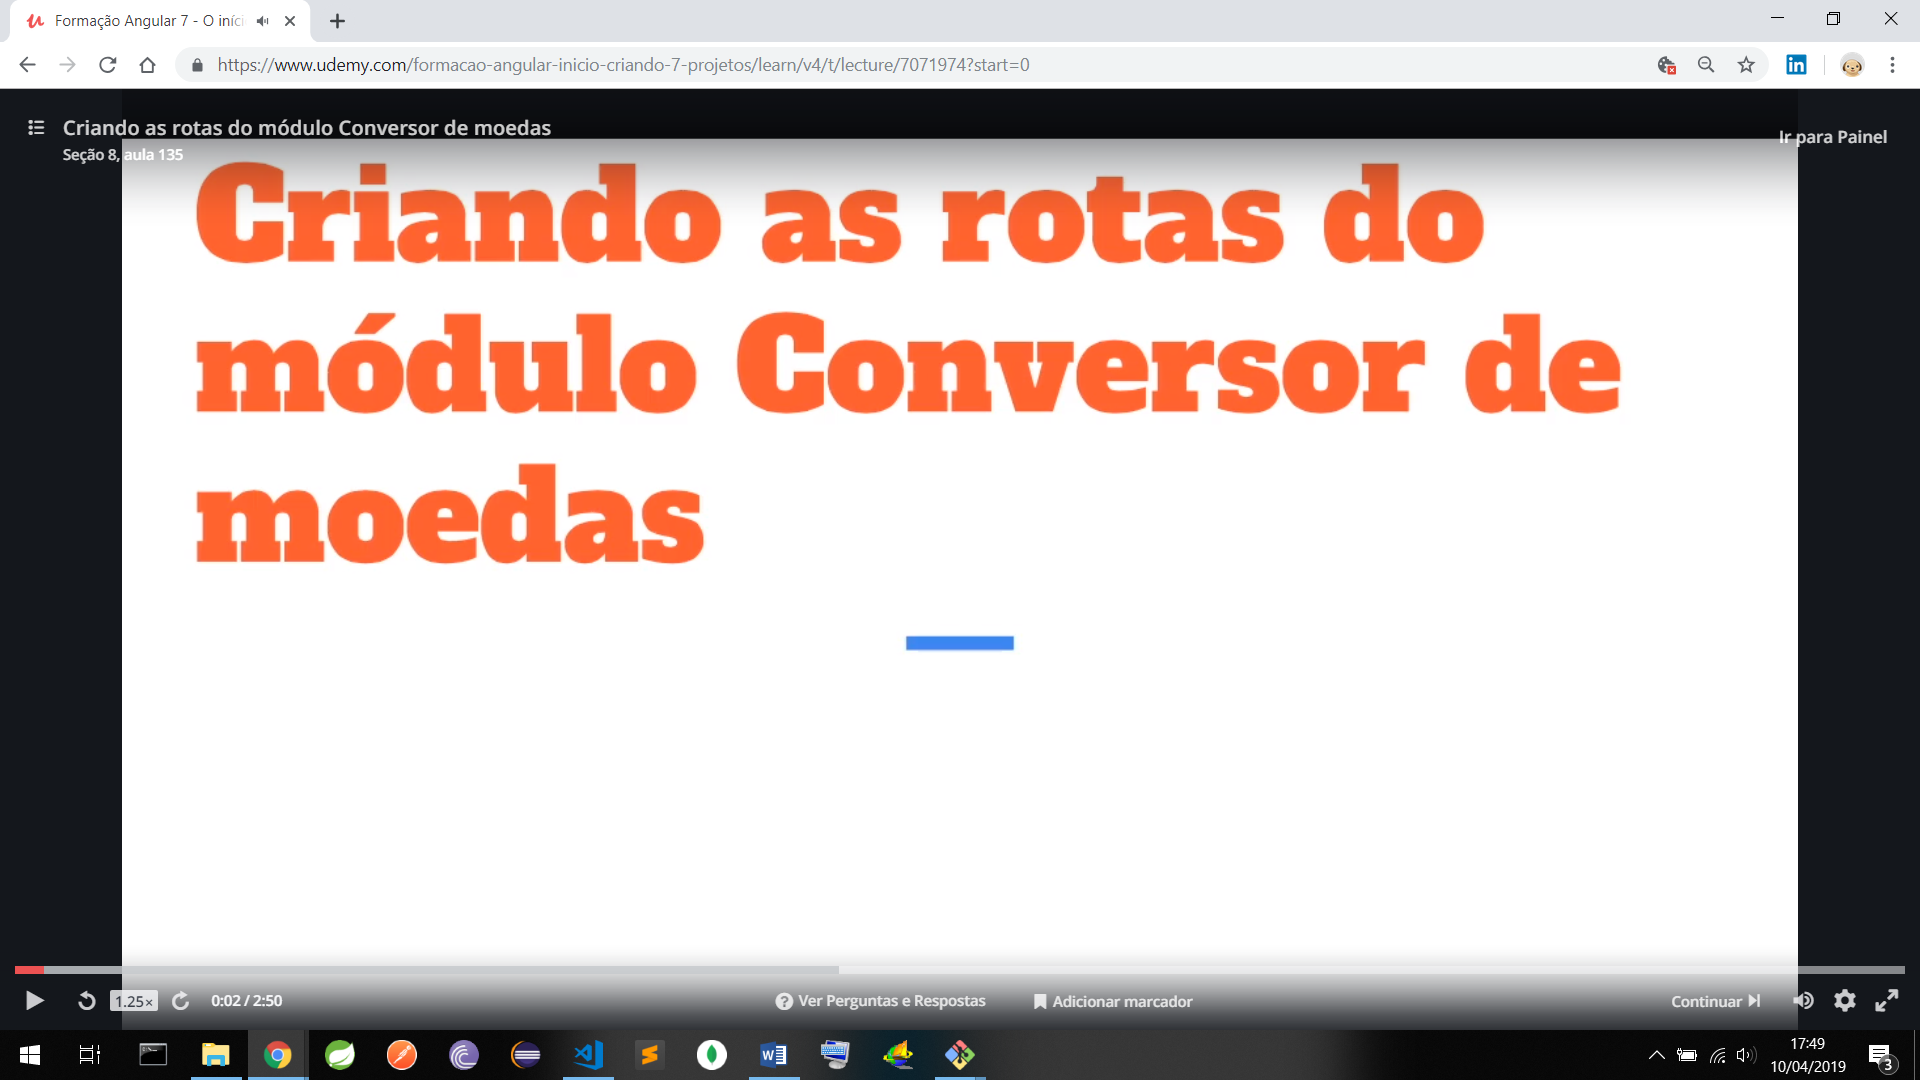 Formação Angular 7 - O iníci
https://www.udemy.com/formacao-angular-inicio-criando-7-projetos/learn/v4/t/lecture/7071974?start=0
Criando as rotas do módulo Conversor de moedas
Seção 8, aula 135
Ir para Painel
Criando as rotas do
módulo Conversor de
moedas
1.25×
0:02 / 2:50
Ver Perguntas e Respostas
Adicionar marcador
Continuar
17:49
10/04/2019
3